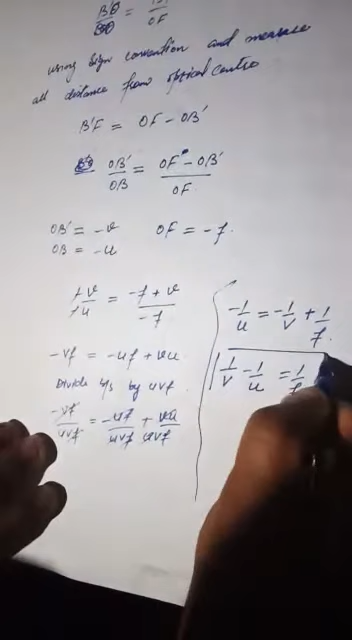 B'O / BO = / OF
using sign convention and measure
all distance from optical centre
B'F = OF - OB'
OB' / OB = OF - OB' / OF
OB' = -v OF = -f.
OB = -u
+v / +u = -f + v / -f
-vf = -uf + vu
Divide b/s by uvf
-vf / uvf = -uf / uvf + vu / uvf
-1/u = -1/v + 1/f.
1/v - 1/u = 1/f